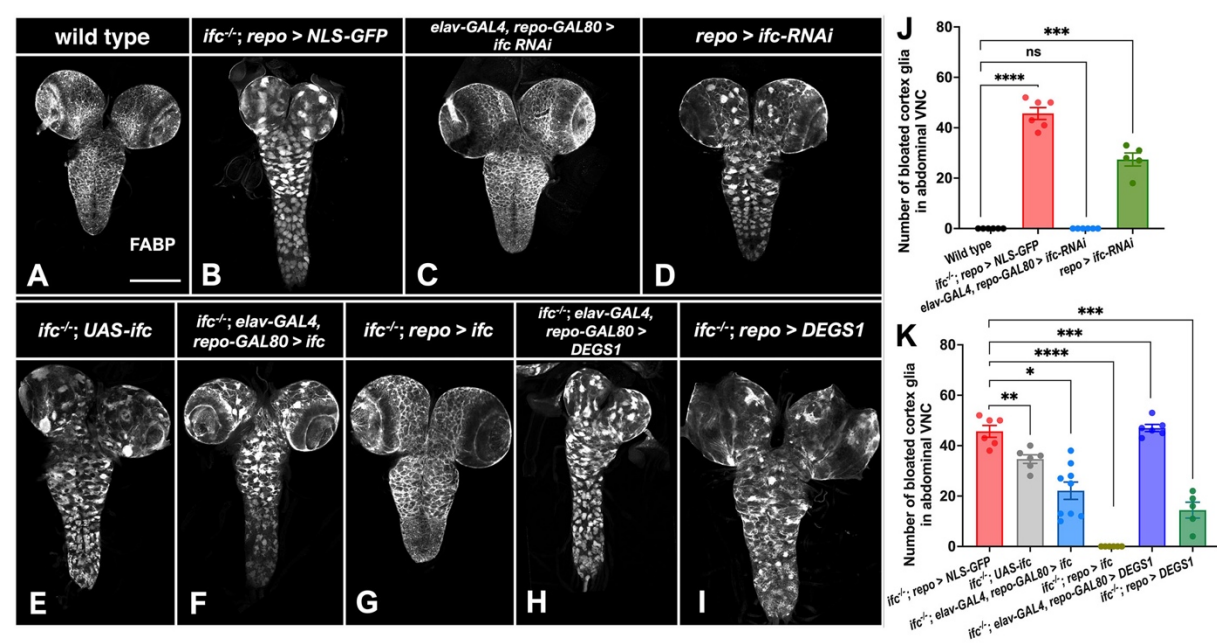 wild type
ifc-/-; repo > NLS-GFP
elav-GAL4, repo-GAL80 >
ifc RNAi
repo > ifc-RNAi
FABP
A
B
C
D
ifc-/-; UAS-ifc
ifc-/-; elav-GAL4,
repo-GAL80 > ifc
ifc-/-; repo > ifc
ifc-/-; elav-GAL4,
repo-GAL80 >
DEGS1
ifc-/-; repo > DEGS1
E
F
G
H
I
J
Number of bloated cortex glia
in abdominal VNC
80
60
40
20
0
***
ns
****
Wild type
ifc-/-; repo > NLS-GFP
elav-GAL4, repo-GAL80 > ifc-RNAi
repo > ifc-RNAi
K
Number of bloated cortex glia
in abdominal VNC
80
60
40
20
0
***
***
****
*
**
ifc-/-; repo > NLS-GFP
ifc-/-; UAS-ifc
ifc-/-; elav-GAL4, repo-GAL80 > ifc
ifc-/-; repo > ifc
ifc-/-; elav-GAL4, repo-GAL80 > DEGS1
ifc-/-; repo > DEGS1